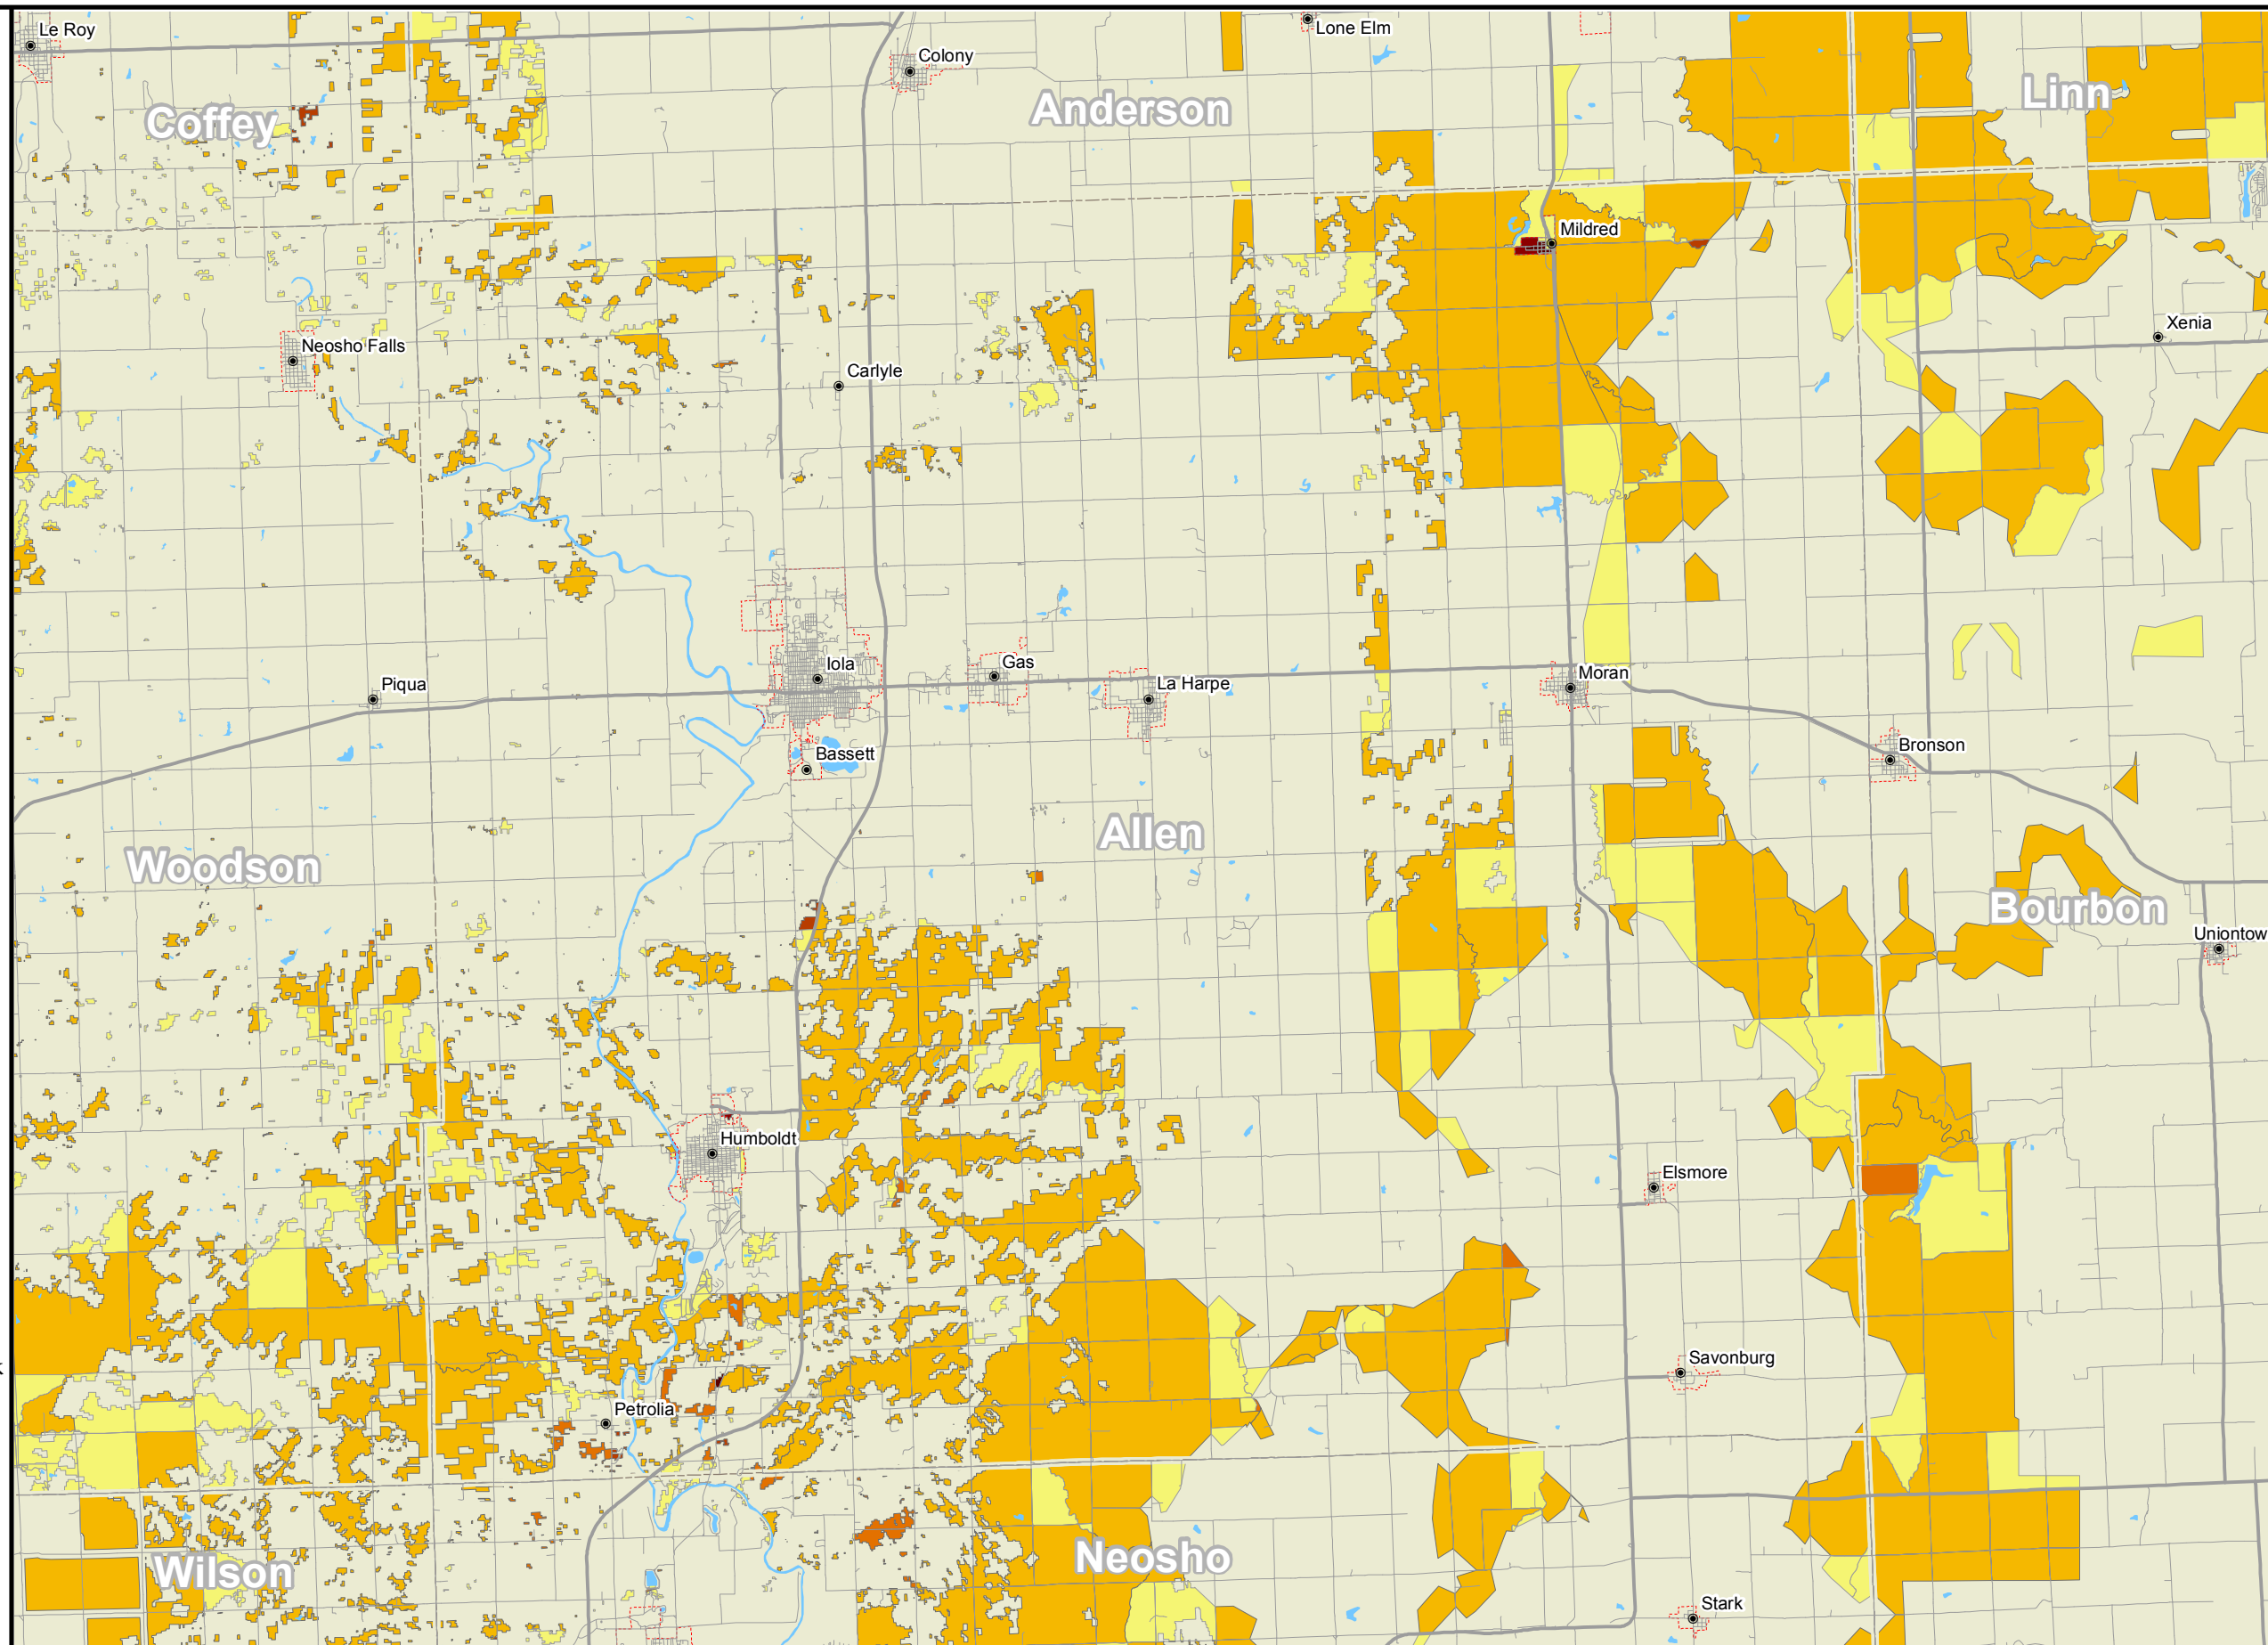 Le Roy
Lone Elm
Colony
Linn
Coffey
Anderson
Mildred
Xenia
Neosho Falls
Carlyle
Iola
Gas
Moran
Piqua
La Harpe
Bronson
Bassett
Allen
Woodson
Bourbon
Uniontow
Humboldt
Elsmore
Savonburg
Petrolia
Neosho
Wilson
Stark